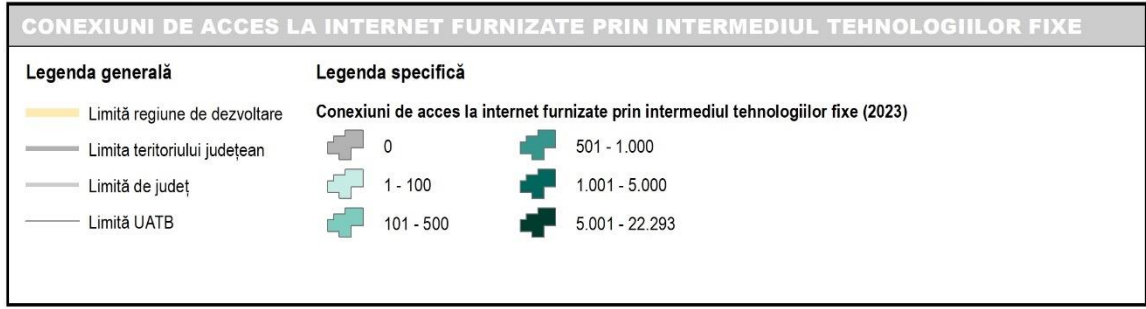 CONEXIUNI DE ACCES LA INTERNET FURNIZATE PRIN INTERMEDIUL TEHNOLOGIILOR FIXE
Legenda generală
Limită regiune de dezvoltare
Limita teritoriului județean
Limită de județ
Limită UATB
Legenda specifică
Conexiuni de acces la internet furnizate prin intermediul tehnologiilor fixe (2023)
0
1 - 100
101 - 500
501 - 1.000
1.001 - 5.000
5.001 - 22.293